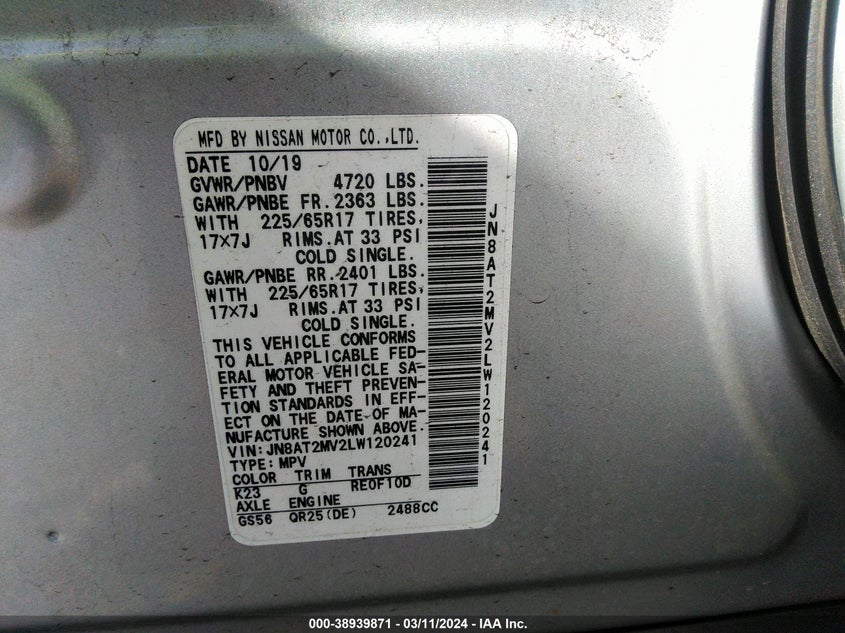 MFD BY NISSAN MOTOR CO.,LTD.
DATE 10/19
GVWR/PNBV 4720 LBS.
GAWR/PNBE FR. 2363 LBS.
WITH 225/65R17 TIRES,
17×7J RIMS.AT 33 PSI
COLD SINGLE.
GAWR/PNBE RR. 2401 LBS.
WITH 225/65R17 TIRES,
17×7J RIMS.AT 33 PSI
COLD SINGLE.
THIS VEHICLE CONFORMS
TO ALL APPLICABLE FED-
ERAL MOTOR VEHICLE SA-
FETY AND THEFT PREVEN-
TION STANDARDS IN EFF-
ECT ON THE DATE OF MA-
NUFACTURE SHOWN ABOVE.
VIN:JN8AT2MV2LW120241
TYPE:MPV
COLOR TRIM TRANS
K23 G RE0F10D
AXLE ENGINE
GS56 QR25(DE) 2488CC
JN8AT2MV2LW120241
000-38939871 — 03/11/2024 — IAA Inc.